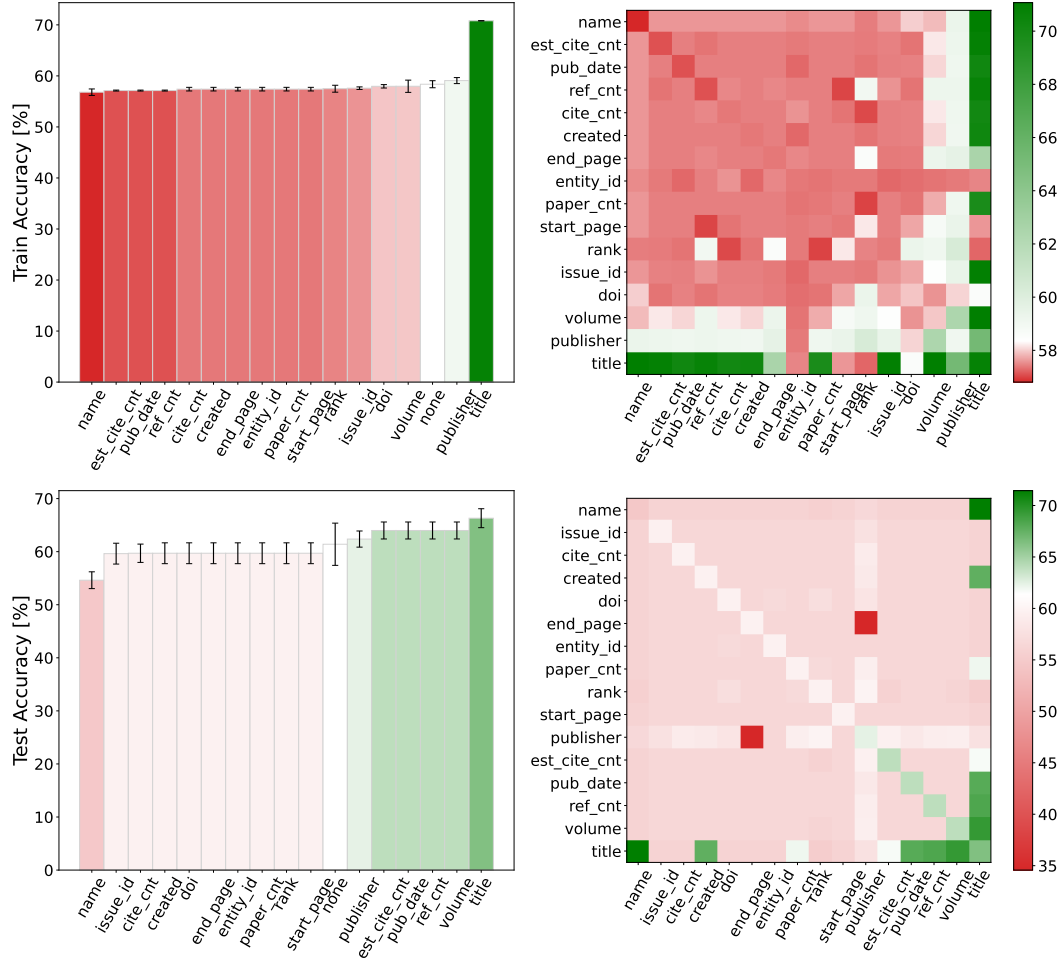 Train Accuracy [%]
70
60
50
40
30
20
10
0
name
est_cite_cnt
pub_date
ref_cnt
cite_cnt
created
end_page
entity_id
paper_cnt
start_page
rank
issue_id
doi
volume
none
publisher
title
name
est_cite_cnt
pub_date
ref_cnt
cite_cnt
created
end_page
entity_id
paper_cnt
start_page
rank
issue_id
doi
volume
publisher
title
name
est_cite_cnt
pub_date
ref_cnt
cite_cnt
created
end_page
entity_id
paper_cnt
start_page
rank
issue_id
doi
volume
publisher
title
70
68
66
64
62
60
58
Test Accuracy [%]
70
60
50
40
30
20
10
0
name
issue_id
cite_cnt
created
doi
end_page
entity_id
paper_cnt
rank
start_page
none
publisher
est_cite_cnt
pub_date
ref_cnt
volume
title
name
issue_id
cite_cnt
created
doi
end_page
entity_id
paper_cnt
rank
start_page
publisher
est_cite_cnt
pub_date
ref_cnt
volume
title
name
issue_id
cite_cnt
created
doi
end_page
entity_id
paper_cnt
rank
start_page
publisher
est_cite_cnt
pub_date
ref_cnt
volume
title
70
65
60
55
50
45
40
35